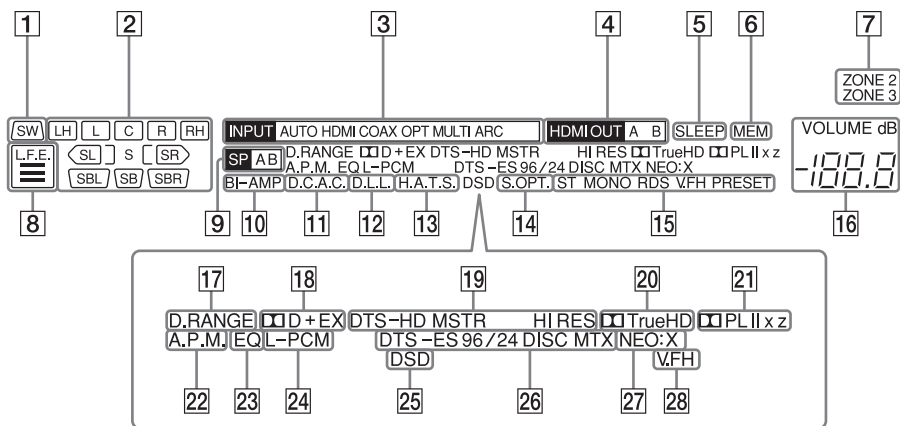 1 2 3 4 5 6 7
ZONE 2
ZONE 3
SW LH L C R RH INPUT AUTO HDMI COAX OPT MULTI ARC HDMI OUT A B SLEEP MEM VOLUME dB
L.F.E. SL S SR SP A B D.RANGE D+EX DTS-HD MSTR HI RES TrueHD PLII x z
SBL SB SBR A.P.M. EQ L-PCM DTS-ES 96/24 DISC MTX NEO:X
BI-AMP D.C.A.C. D.L.L. H.A.T.S. DSD S.OPT. ST MONO RDS V.FH PRESET -188.8
8 9 10 11 12 13 14 15 16
17 18 19 20 21
D.RANGE D+EX DTS-HD MSTR HI RES TrueHD PLII x z
A.P.M. EQ L-PCM DTS-ES 96/24 DISC MTX NEO:X
DSD V.FH
22 23 24 25 26 27 28